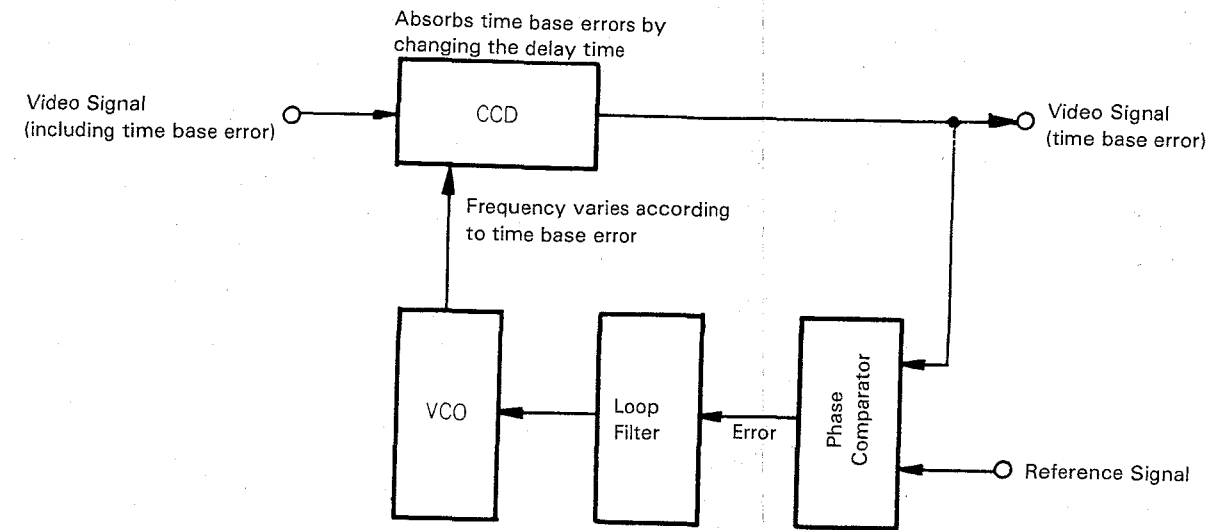 Absorbs time base errors by
changing the delay time
Video Signal
(including time base error)
CCD
Video Signal
(time base error)
Frequency varies according
to time base error
VCO
Loop
Filter
Error
Phase
Comparator
Reference Signal